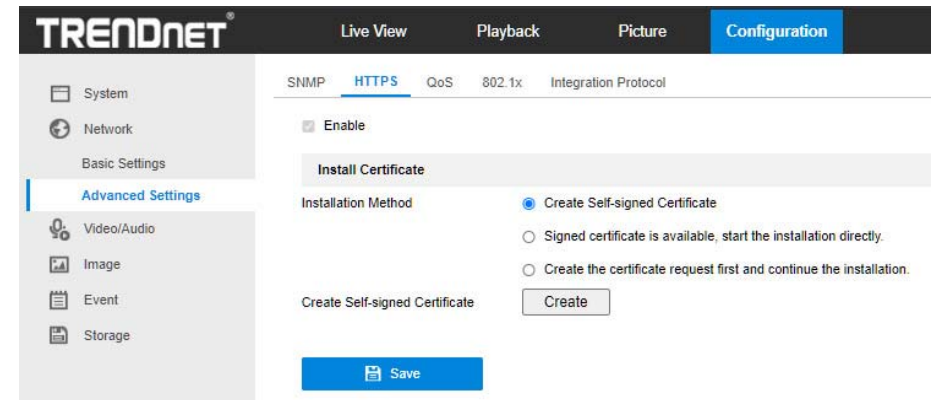 TRENDNET®
Live View Playback Picture Configuration
SNMP HTTPS QoS 802.1x Integration Protocol
System
Network
Basic Settings
Advanced Settings
Video/Audio
Image
Event
Storage
Enable
Install Certificate
Installation Method
Create Self-signed Certificate
Signed certificate is available, start the installation directly.
Create the certificate request first and continue the installation.
Create Self-signed Certificate Create
Save